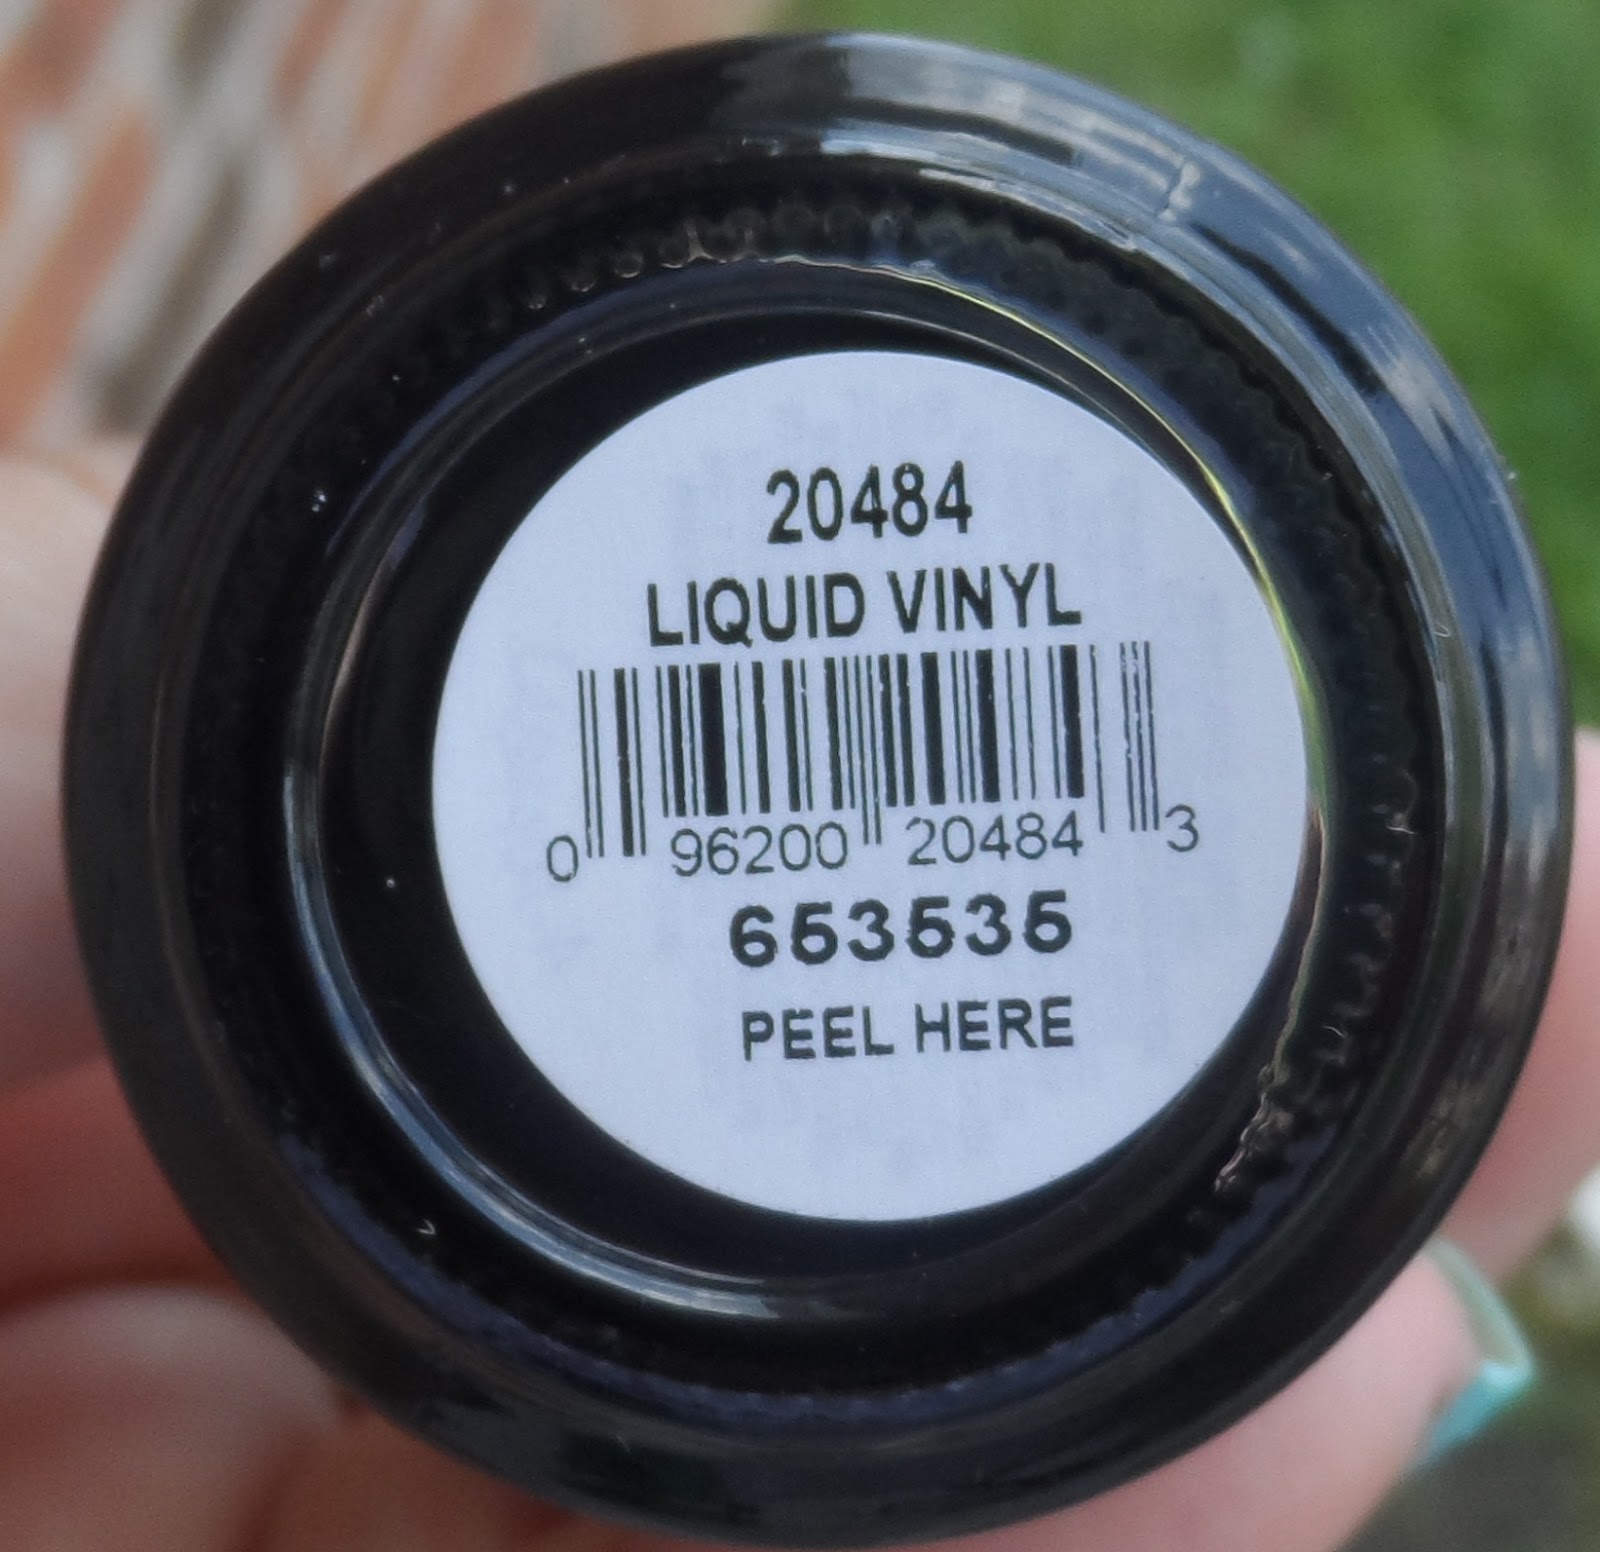 20484
LIQUID VINYL
0 96200 20484 3
653535
PEEL HERE